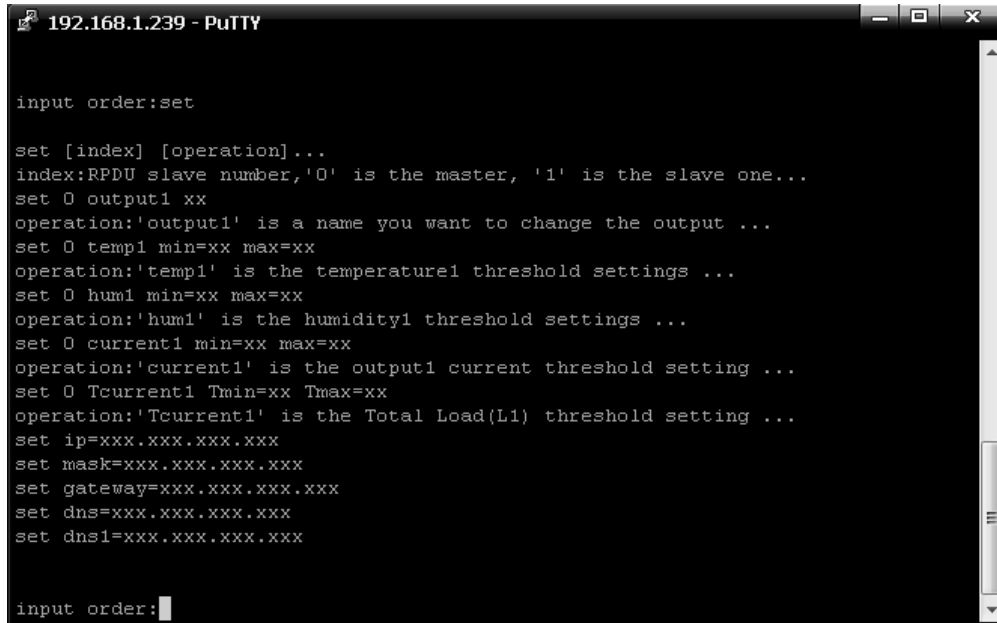 192.168.1.239 - PuTTY
input order:set
set [index] [operation]...
index:RPDU slave number,'0' is the master, '1' is the slave one...
set 0 output1 xx
operation:'output1' is a name you want to change the output ...
set 0 temp1 min=xx max=xx
operation:'temp1' is the temperature1 threshold settings ...
set 0 hum1 min=xx max=xx
operation:'hum1' is the humidity1 threshold settings ...
set 0 current1 min=xx max=xx
operation:'current1' is the output1 current threshold setting ...
set 0 Tcurrent1 Tmin=xx Tmax=xx
operation:'Tcurrent1' is the Total Load(L1) threshold setting ...
set ip=xxx.xxx.xxx.xxx
set mask=xxx.xxx.xxx.xxx
set gateway=xxx.xxx.xxx.xxx
set dns=xxx.xxx.xxx.xxx
set dns1=xxx.xxx.xxx.xxx
input order: